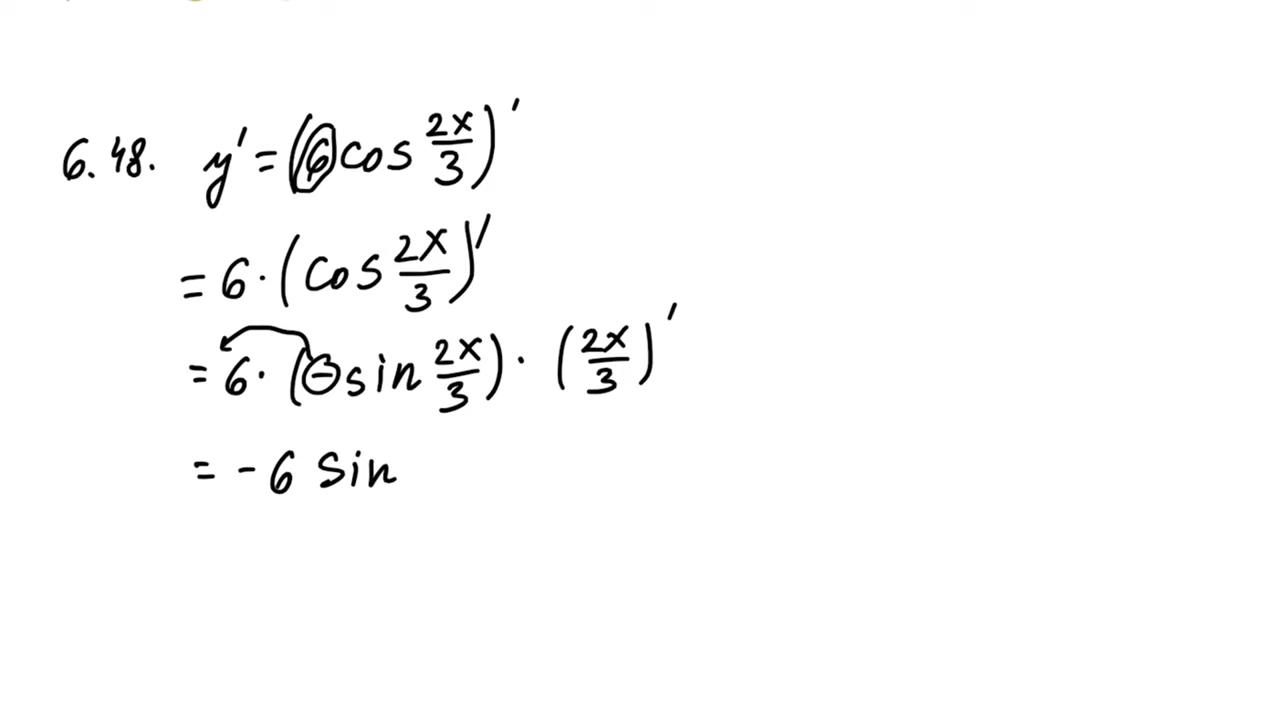 6.48. y' = (6 cos 2x/3)'
= 6 · (cos 2x/3)'
= 6 · (- sin 2x/3) · (2x/3)'
= - 6 sin